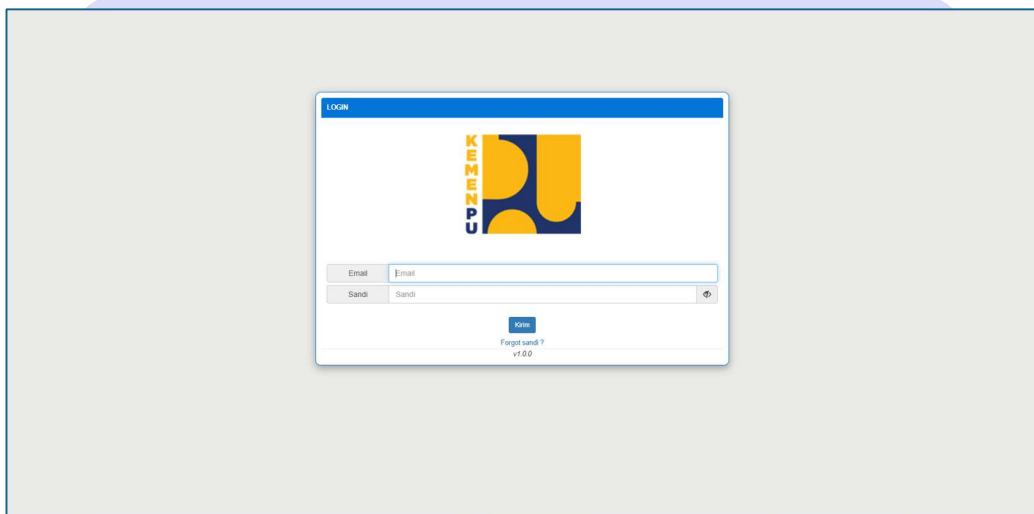 LOGIN
KEMENPU
Email Email
Sandi Sandi
Kirim
Forgot sandi ?
v1.0.0